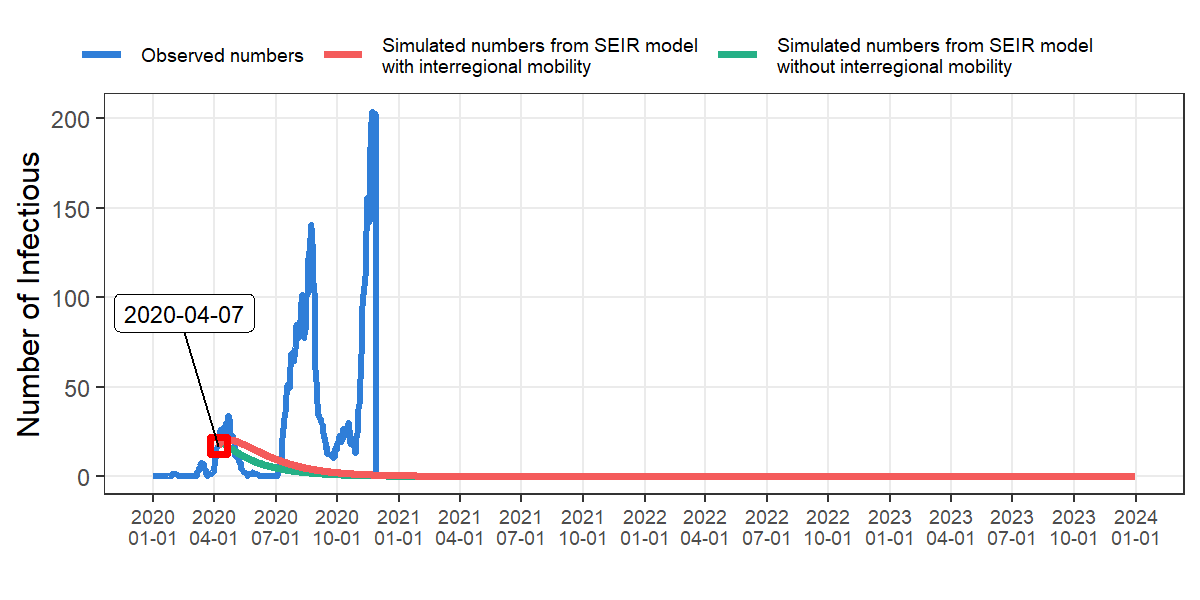 Observed numbers
Simulated numbers from SEIR model
with interregional mobility
Simulated numbers from SEIR model
without interregional mobility
Number of Infectious
200
150
100
50
0
2020-04-07
2020 2020 2020 2020 2021 2021 2021 2021 2022 2022 2022 2022 2023 2023 2023 2023 2024
01-01 04-01 07-01 10-01 01-01 04-01 07-01 10-01 01-01 04-01 07-01 10-01 01-01 04-01 07-01 10-01 01-01